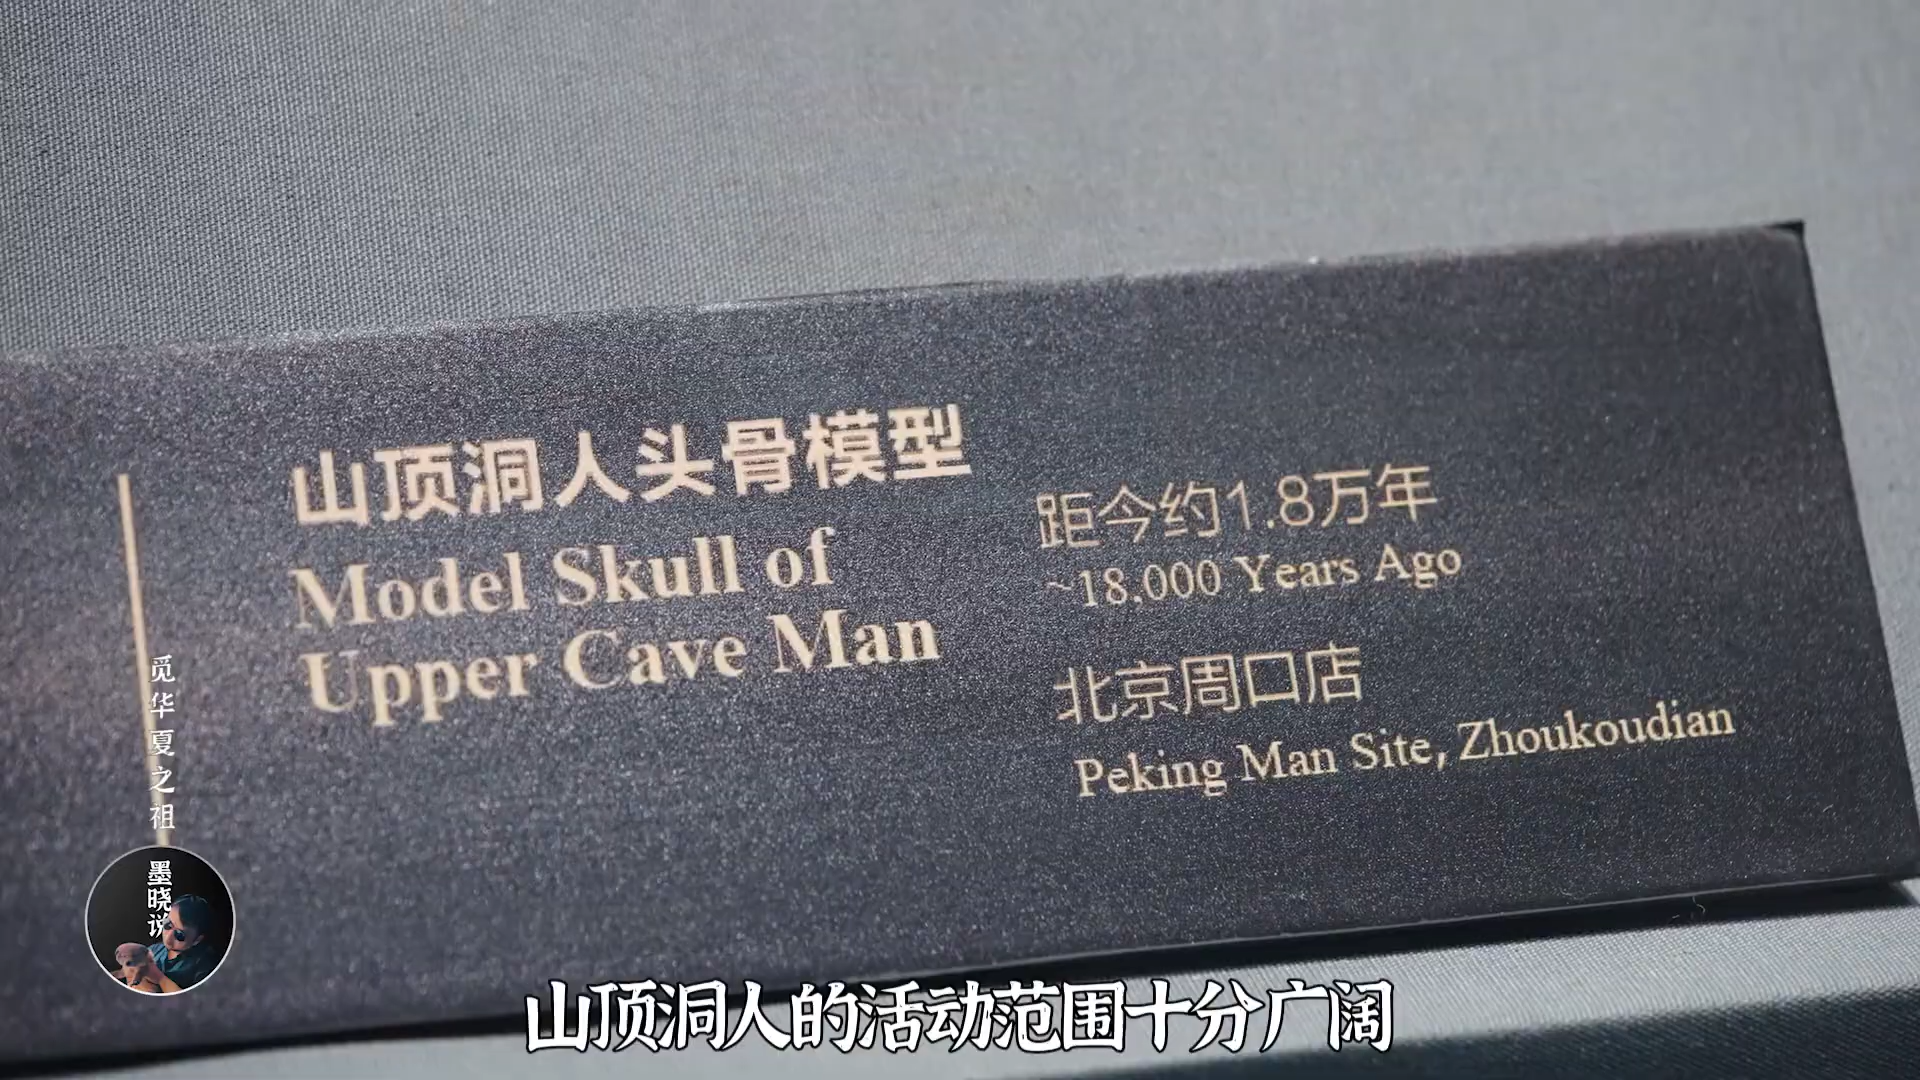 山顶洞人头骨模型
Model Skull of
Upper Cave Man
距今约1.8万年
~18,000 Years Ago
北京周口店
Peking Man Site, Zhoukoudian
觅华夏之祖
墨晓说
山顶洞人的活动范围十分广阔